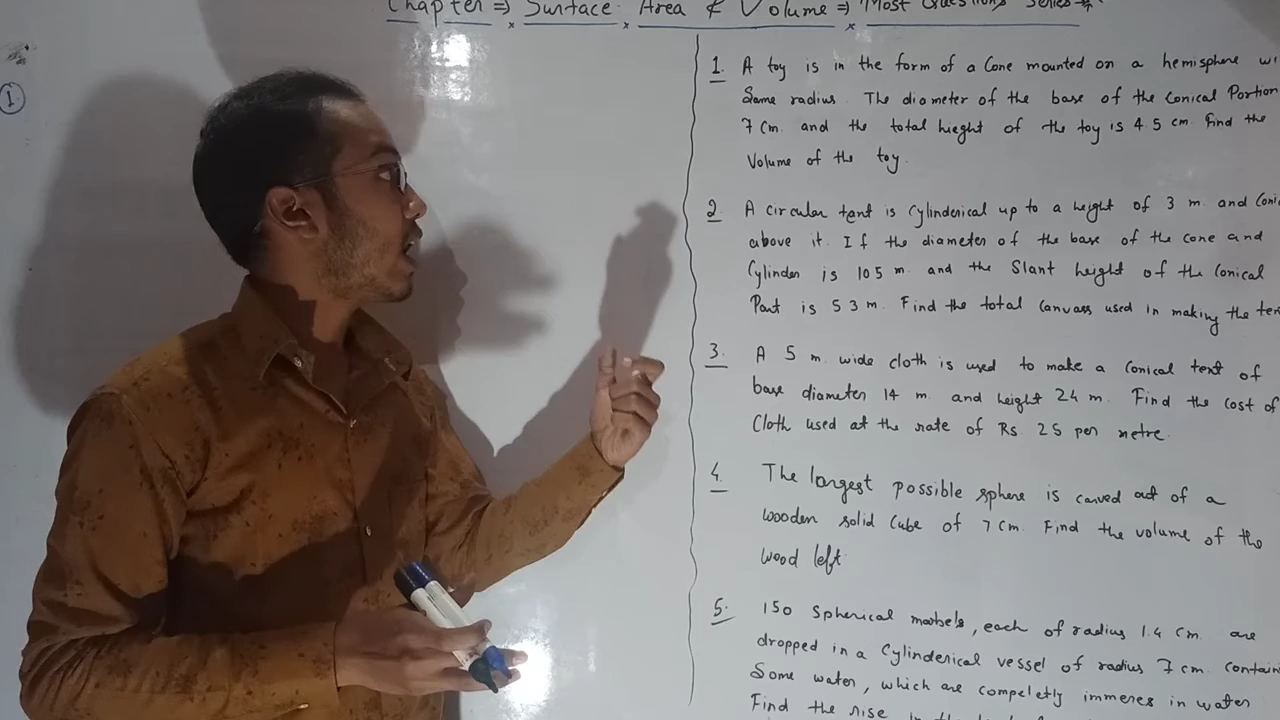 Chapter ⇒ Surface Area & Volume ⇒ Most Questions Series
1
1. A toy is in the form of a Cone mounted on a hemisphere
Same radius. The diameter of the base of the Conical Portion
7 cm. and the total hieght of the toy is 4 5 cm. Find the
Volume of the toy.
2. A circular tent is Cylinderical up to a height of 3 m. and
above it. If the diameter of the base of the cone and
Cylinder is 105 m. and the Slant height of the Conical
Part is 53 m. Find the total Canvass used in making the
3. A 5 m. wide cloth is used to make a Conical tent of
base diameter 14 m. and height 24 m. Find the cost of
Cloth used at the rate of Rs. 25 per metre.
4. The longest possible sphere is carved out of a
wooden solid Cube of 7 cm. Find the volume of the
wood left.
5. 150 Spherical marbels, each of radius 1.4 cm. are
dropped in a Cylinderical vessel of radius 7 cm.
Some water, which are compeletly immeres in water
Find the rise in the